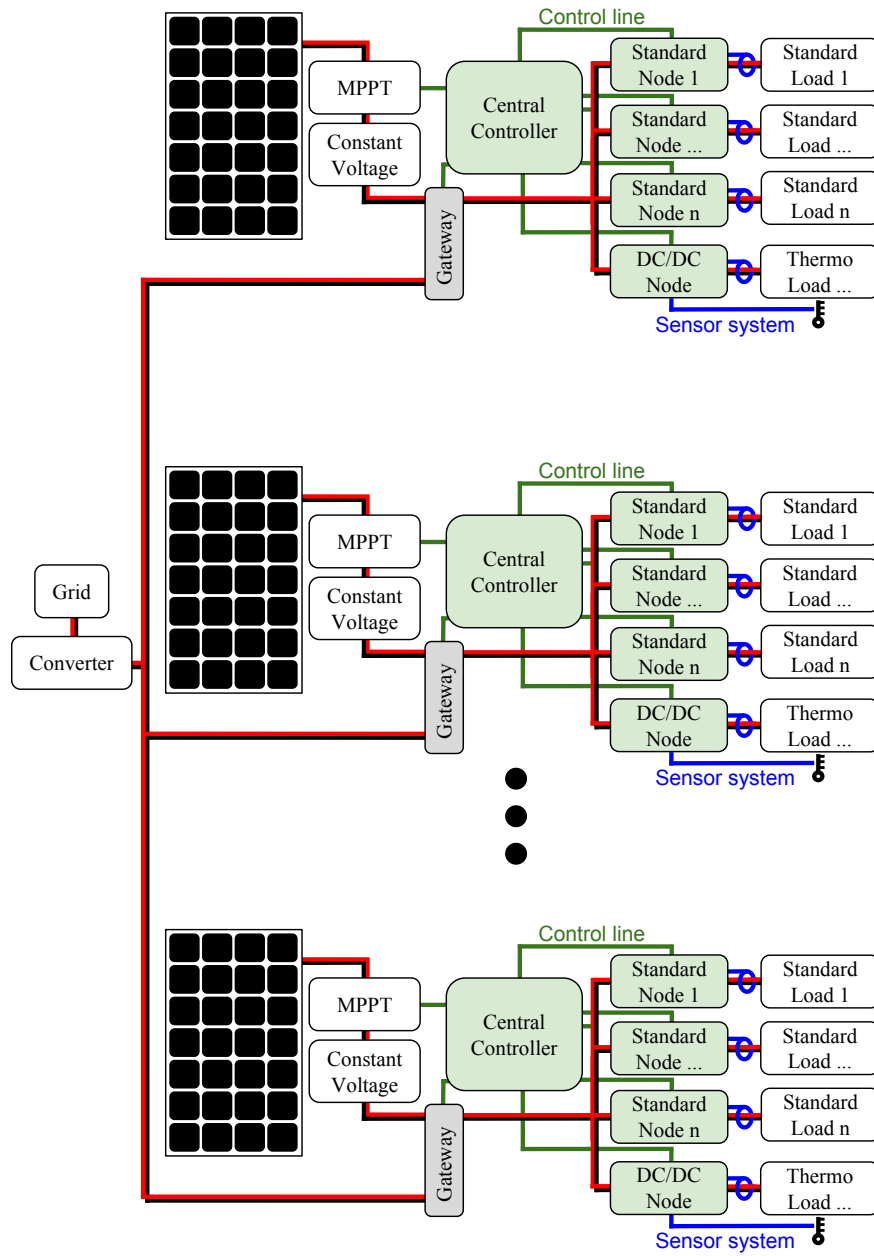 Control line
MPPT
Constant
Voltage
Central
Controller
Gateway
Standard
Node 1
Standard
Load 1
Standard
Node ...
Standard
Load ...
Standard
Node n
Standard
Load n
DC/DC
Node
Thermo
Load ...
Sensor system
Grid
Converter
Control line
MPPT
Constant
Voltage
Central
Controller
Gateway
Standard
Node 1
Standard
Load 1
Standard
Node ...
Standard
Load ...
Standard
Node n
Standard
Load n
DC/DC
Node
Thermo
Load ...
Sensor system
Control line
MPPT
Constant
Voltage
Central
Controller
Gateway
Standard
Node 1
Standard
Load 1
Standard
Node ...
Standard
Load ...
Standard
Node n
Standard
Load n
DC/DC
Node
Thermo
Load ...
Sensor system